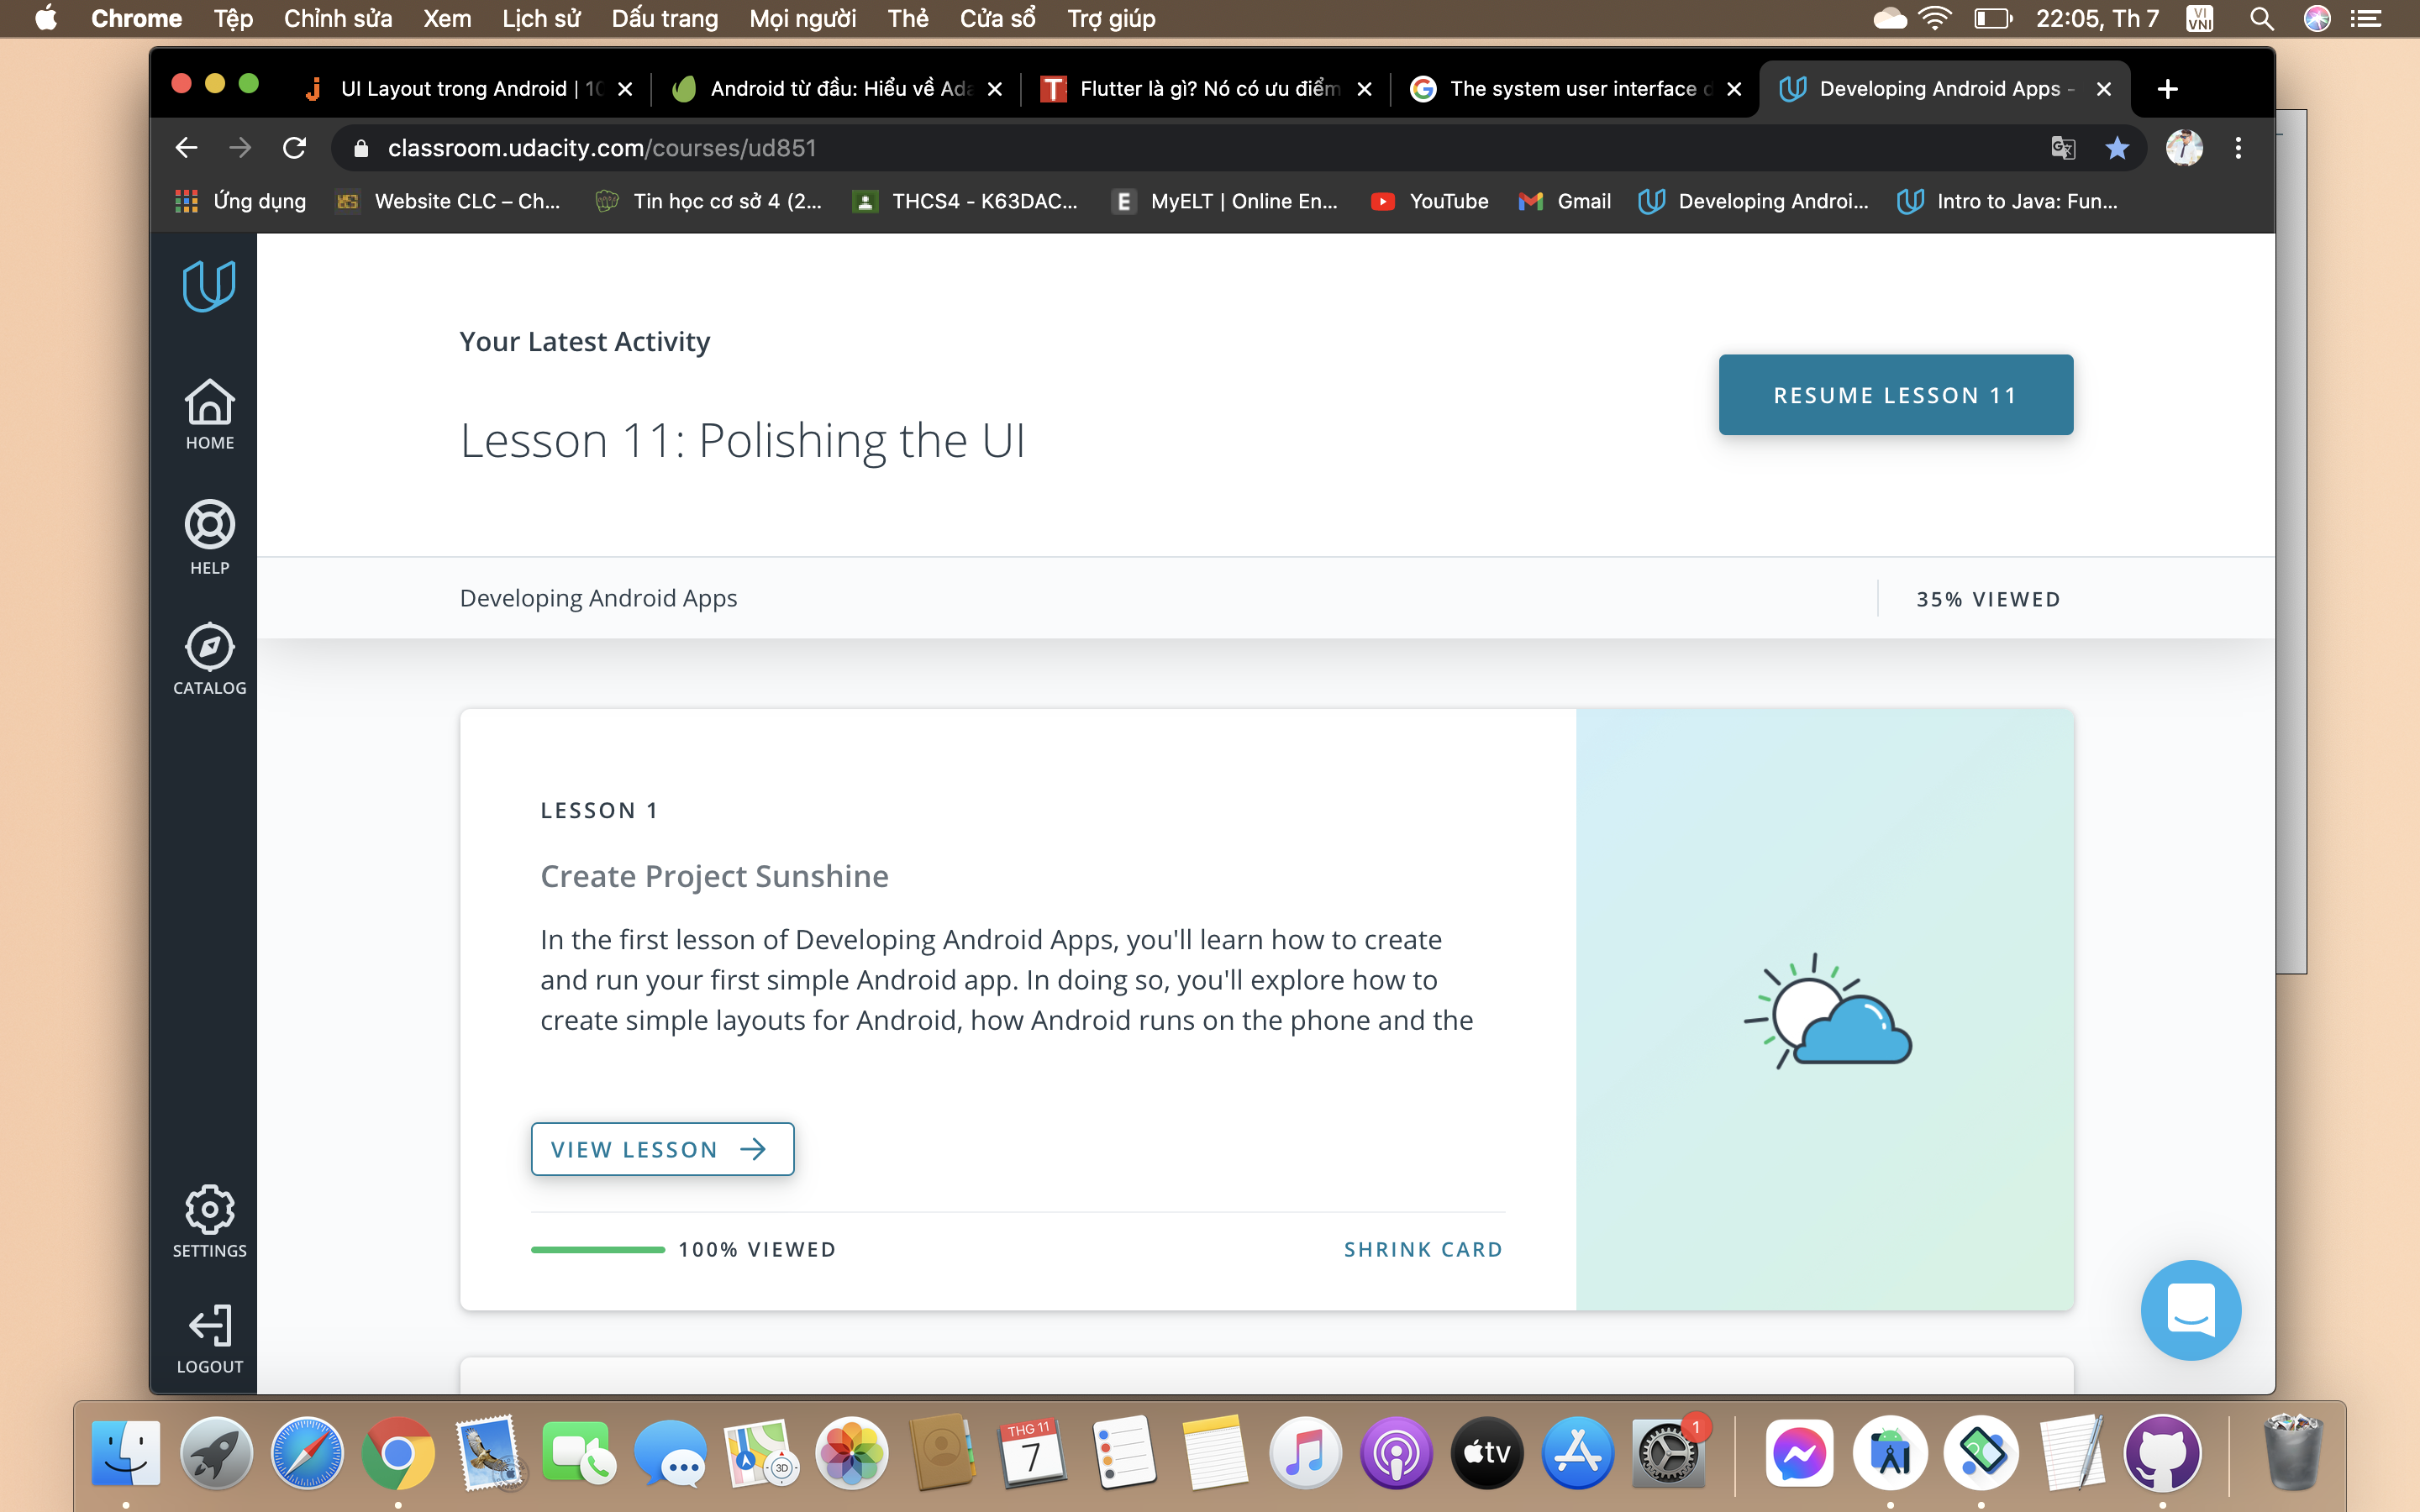 Chrome Tệp Chỉnh sửa Xem Lịch sử Dấu trang Mọi người Thẻ Cửa sổ Trợ giúp 22:05, Th 7 VI VNI
UI Layout trong Android | 10 Android từ đầu: Hiểu về Ada Flutter là gì? Nó có ưu điểm The system user interface d Developing Android Apps -
classroom.udacity.com/courses/ud851
Ứng dụng Website CLC – Ch... Tin học cơ sở 4 (2... THCS4 - K63DAC... MyELT | Online En... YouTube Gmail Developing Androi... Intro to Java: Fun...
HOME
HELP
CATALOG
SETTINGS
LOGOUT
Your Latest Activity
Lesson 11: Polishing the UI
RESUME LESSON 11
Developing Android Apps
35% VIEWED
LESSON 1
Create Project Sunshine
In the first lesson of Developing Android Apps, you'll learn how to create
and run your first simple Android app. In doing so, you'll explore how to
create simple layouts for Android, how Android runs on the phone and the
VIEW LESSON
100% VIEWED
SHRINK CARD
3D
THG 11
7
tv
1